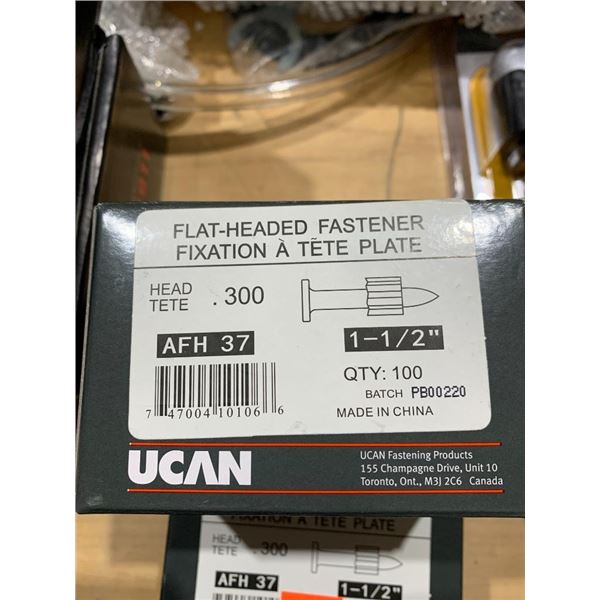 FLAT-HEADED FASTENER
FIXATION À TẼTE PLATE
HEAD
TETE .300
AFH 37 1-1/2"
QTY: 100
BATCH PB00220
MADE IN CHINA
7 47004 10106 6
UCAN
UCAN Fastening Products
155 Champagne Drive, Unit 10
Toronto, Ont., M3J 2C6 Canada
FIXATION À TẼTE PLATE
HEAD
TETE .300
AFH 37 1-1/2"